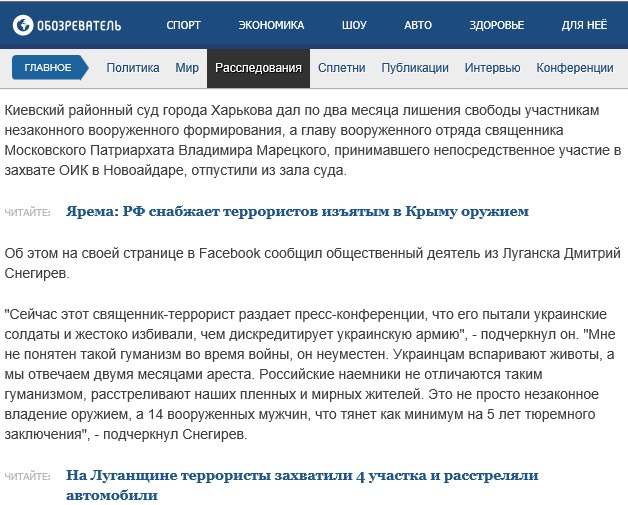 ОБОЗРЕВАТЕЛЬ СПОРТ ЭКОНОМИКА ШОУ АВТО ЗДОРОВЬЕ ДЛЯ НЕЁ
ГЛАВНОЕ Политика Мир Расследования Сплетни Публикации Интервью Конференции
Киевский районный суд города Харькова дал по два месяца лишения свободы участникам
незаконного вооруженного формирования, а главу вооруженного отряда священника
Московского Патриархата Владимира Марецкого, принимавшего непосредственное участие в
захвате ОИК в Новоайдаре, отпустили из зала суда.
ЧИТАЙТЕ: Ярема: РФ снабжает террористов изъятым в Крыму оружием
Об этом на своей странице в Facebook сообщил общественный деятель из Луганска Дмитрий
Снегирев.
"Сейчас этот священник-террорист раздает пресс-конференции, что его пытали украинские
солдаты и жестоко избивали, чем дискредитирует украинскую армию", - подчеркнул он. "Мне
не понятен такой гуманизм во время войны, он неуместен. Украинцам вспаривают животы, а
мы отвечаем двумя месяцами ареста. Российские наемники не отличаются таким
гуманизмом, расстреливают наших пленных и мирных жителей. Это не просто незаконное
владение оружием, а 14 вооруженных мужчин, что тянет как минимум на 5 лет тюремного
заключения", - подчеркнул Снегирев.
ЧИТАЙТЕ: На Луганщине террористы захватили 4 участка и расстреляли
автомобили